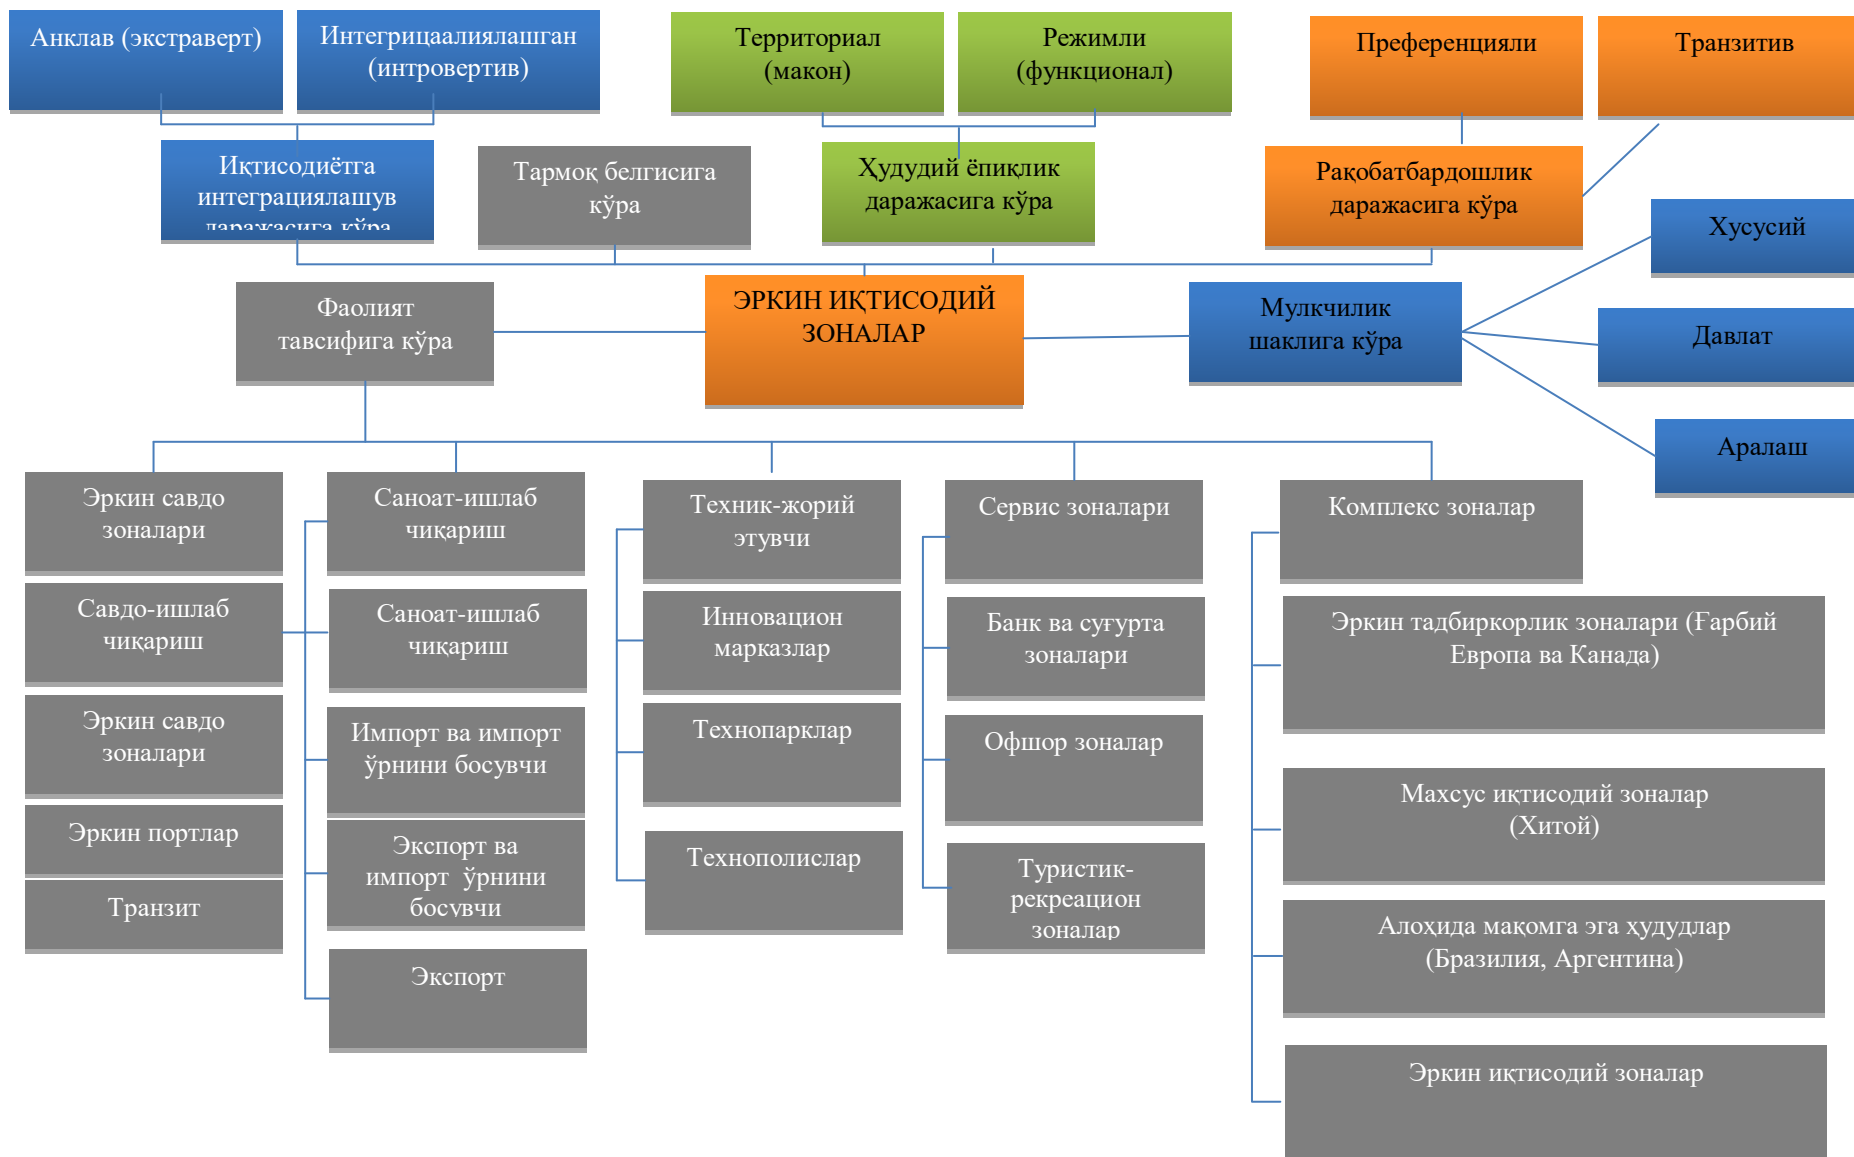 Анклав (экстраверт)
Интегрицаалиялашган
(интровертив)
Территориал
(макон)
Режимли
(функционал)
Преференцияли
Транзитив
Иқтисодиётга
интеграциялашув
даражасига кўра
Тармоқ белгисига
кўра
Ҳудудий ёпиқлик
даражасига кўра
Рақобатбардошлик
даражасига кўра
Хусусий
Фаолият
тавсифига кўра
ЭРКИН ИҚТИСОДИЙ
ЗОНАЛАР
Мулкчилик
шаклига кўра
Давлат
Аралаш
Эркин савдо
зоналари
Савдо-ишлаб
чиқариш
Эркин савдо
зоналари
Эркин портлар
Транзит
Саноат-ишлаб
чиқариш
Саноат-ишлаб
чиқариш
Импорт ва импорт
ўрнини босувчи
Экспорт ва
импорт  ўрнини
босувчи
Экспорт
Техник-жорий
этувчи
Инновацион
марказлар
Технопарклар
Технополислар
Сервис зоналари
Банк ва суғурта
зоналари
Офшор зоналар
Туристик-
рекреацион
зоналар
Комплекс зоналар
Эркин тадбиркорлик зоналари (Ғарбий
Европа ва Канада)
Махсус иқтисодий зоналар
(Хитой)
Алоҳида мақомга эга ҳудудлар
(Бразилия, Аргентина)
Эркин иқтисодий зоналар